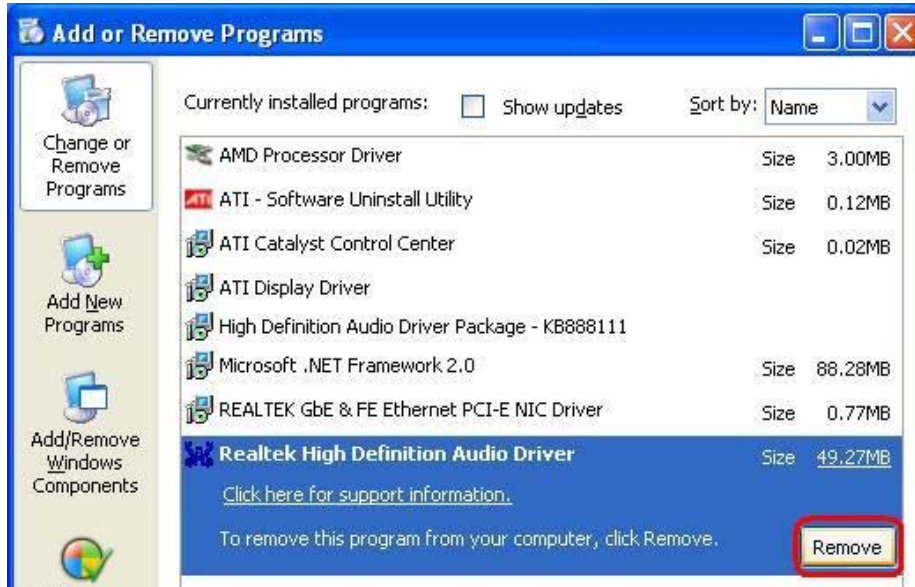 Add or Remove Programs
Change or
Remove
Programs
Add New
Programs
Add/Remove
Windows
Components
Currently installed programs: Show updates Sort by: Name
AMD Processor Driver Size 3.00MB
ATI ATI - Software Uninstall Utility Size 0.12MB
ATI Catalyst Control Center Size 0.02MB
ATI Display Driver
High Definition Audio Driver Package - KB888111
Microsoft .NET Framework 2.0 Size 88.28MB
REALTEK GbE & FE Ethernet PCI-E NIC Driver Size 0.77MB
Realtek High Definition Audio Driver Size 49.27MB
Click here for support information.
To remove this program from your computer, click Remove. Remove